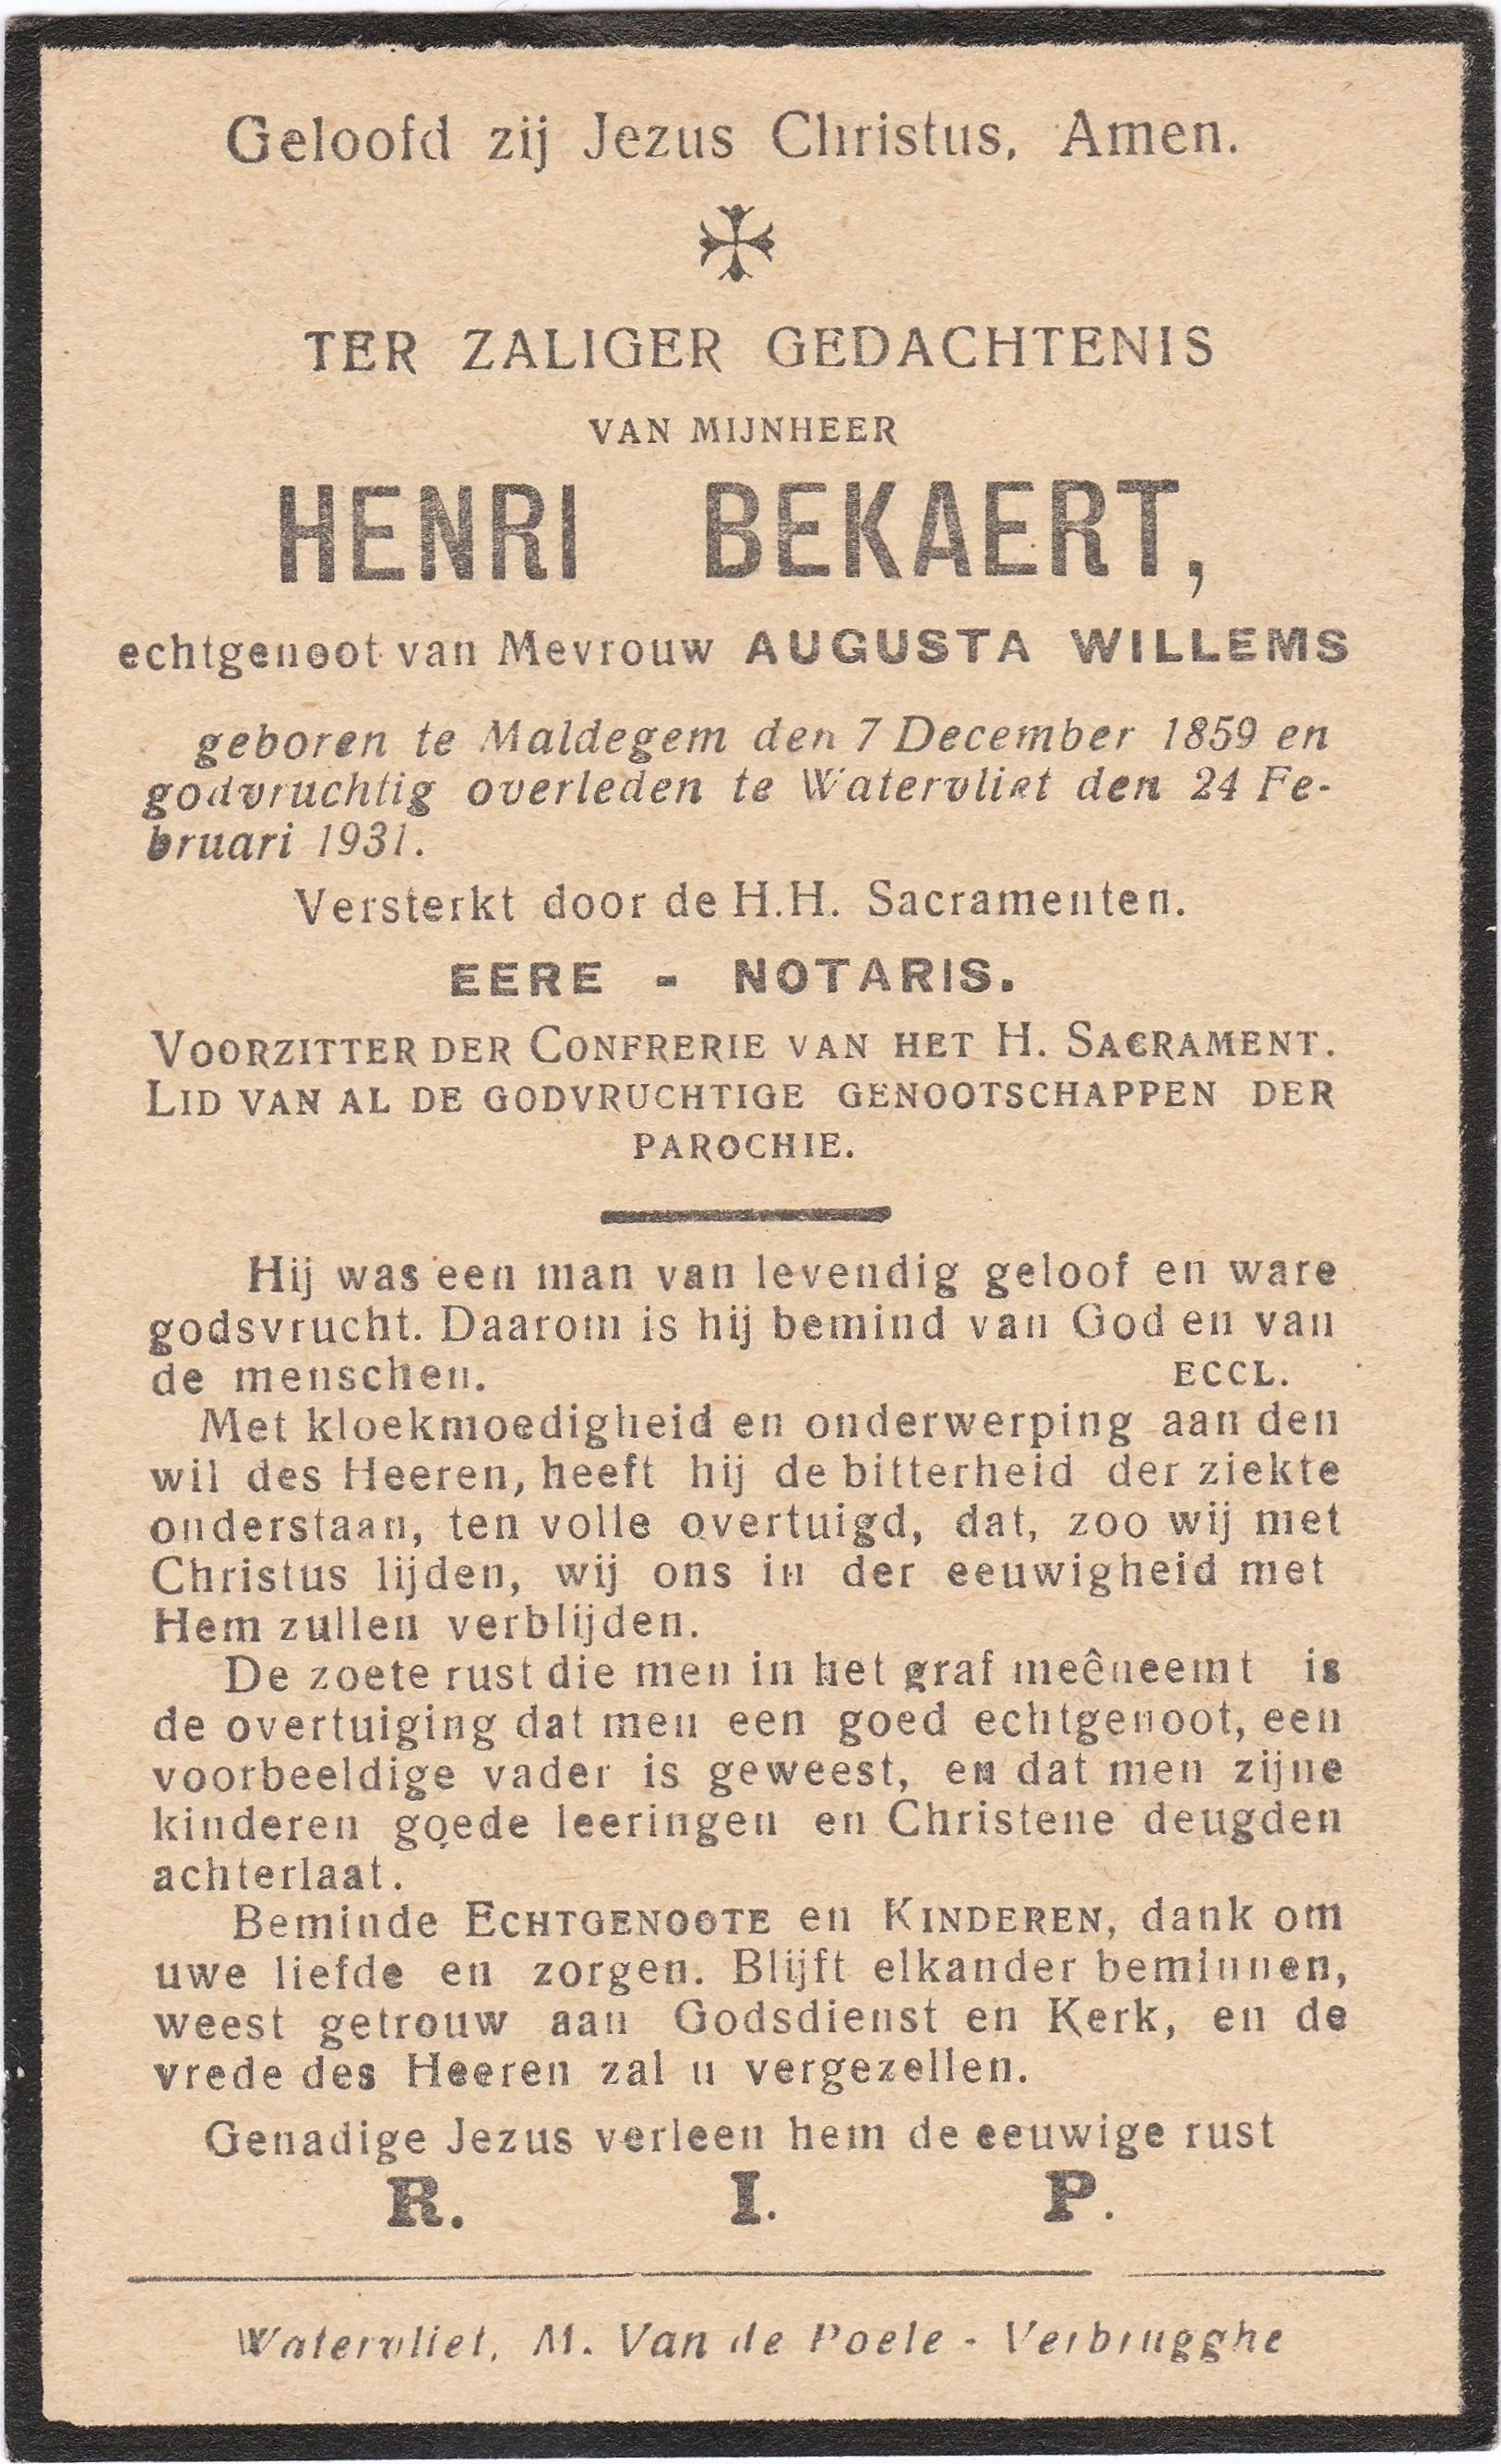 Geloofd zij Jezus Christus, Amen.
TER ZALIGER GEDACHTENIS
VAN MIJNHEER
HENRI BEKAERT,
echtgenoot van Mevrouw AUGUSTA WILLEMS
geboren te Maldegem den 7 December 1859 en
godvruchtig overleden te Watervliet den 24 Fe-
bruari 1931.
Versterkt door de H.H. Sacramenten.
EERE - NOTARIS.
VOORZITTER DER CONFRERIE VAN HET H. SACRAMENT.
LID VAN AL DE GODVRUCHTIGE GENOOTSCHAPPEN DER
PAROCHIE.
Hij was een man van levendig geloof en ware
godsvrucht. Daarom is hij bemind van God en van
de menschen. ECCL.
Met kloekmoedigheid en onderwerping aan den
wil des Heeren, heeft hij de bitterheid der ziekte
onderstaan, ten volle overtuigd, dat, zoo wij met
Christus lijden, wij ons in der eeuwigheid met
Hem zullen verblijden.
De zoete rust die men in het graf meêneemt is
de overtuiging dat men een goed echtgenoot, een
voorbeeldige vader is geweest, en dat men zijne
kinderen goede leeringen en Christene deugden
achterlaat.
Beminde ECHTGENOOTE en KINDEREN, dank om
uwe liefde en zorgen. Blijft elkander beminnen,
weest getrouw aan Godsdienst en Kerk, en de
vrede des Heeren zal u vergezellen.
Genadige Jezus verleen hem de eeuwige rust
R. I. P.
Watervliet, M. Van de Poele - Verbrugghe